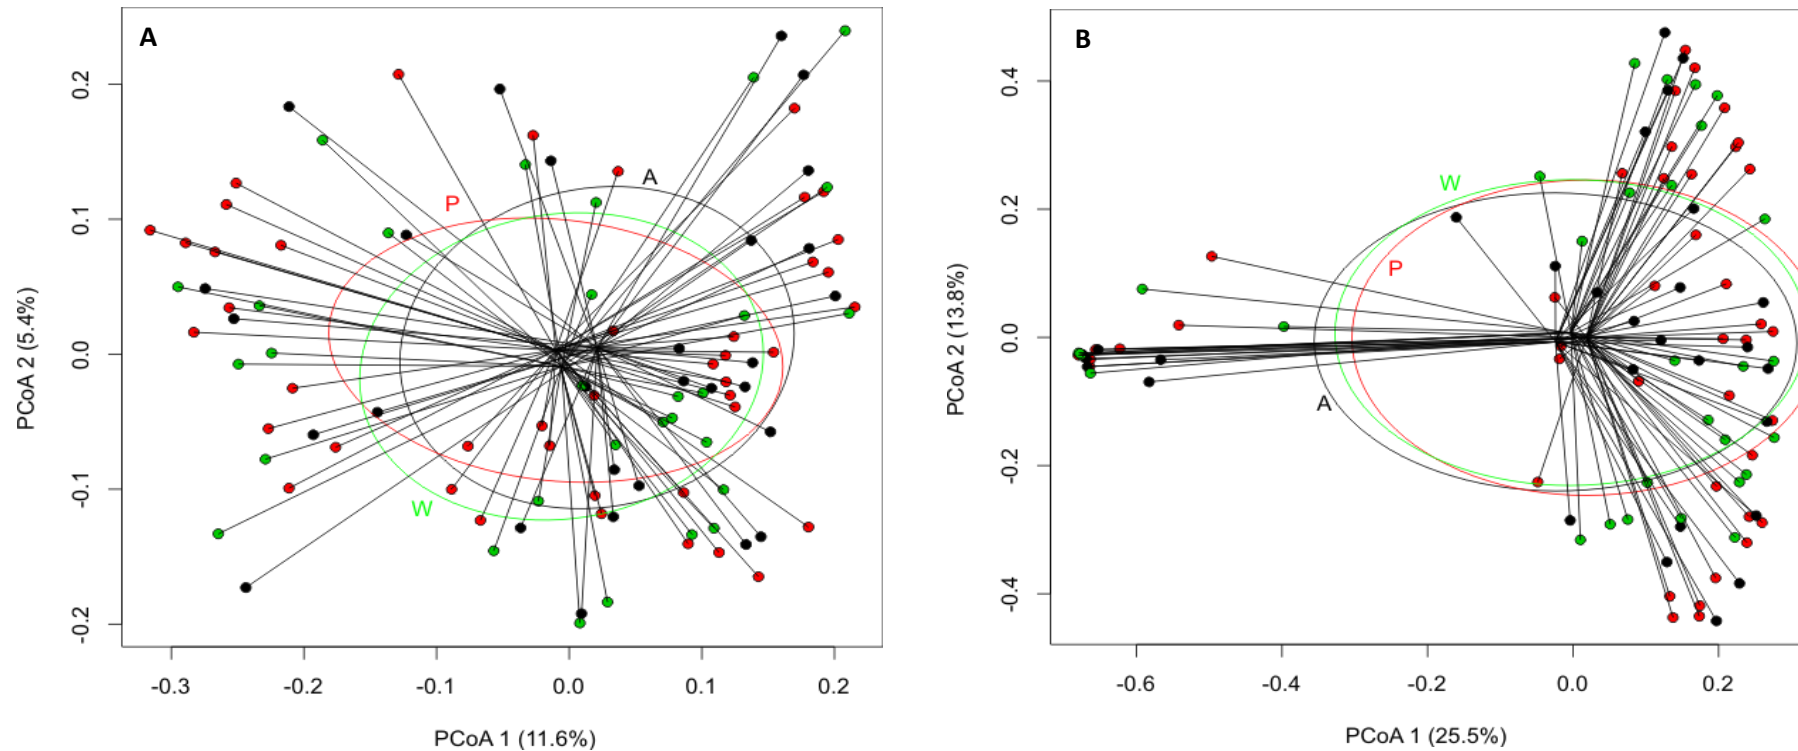 A
P
A
W
0.2
0.1
0.0
-0.1
-0.2
PCoA 2 (5.4%)
-0.3 -0.2 -0.1 0.0 0.1 0.2
PCoA 1 (11.6%)
B
W
P
A
0.4
0.2
0.0
-0.2
-0.4
PCoA 2 (13.8%)
-0.6 -0.4 -0.2 0.0 0.2
PCoA 1 (25.5%)